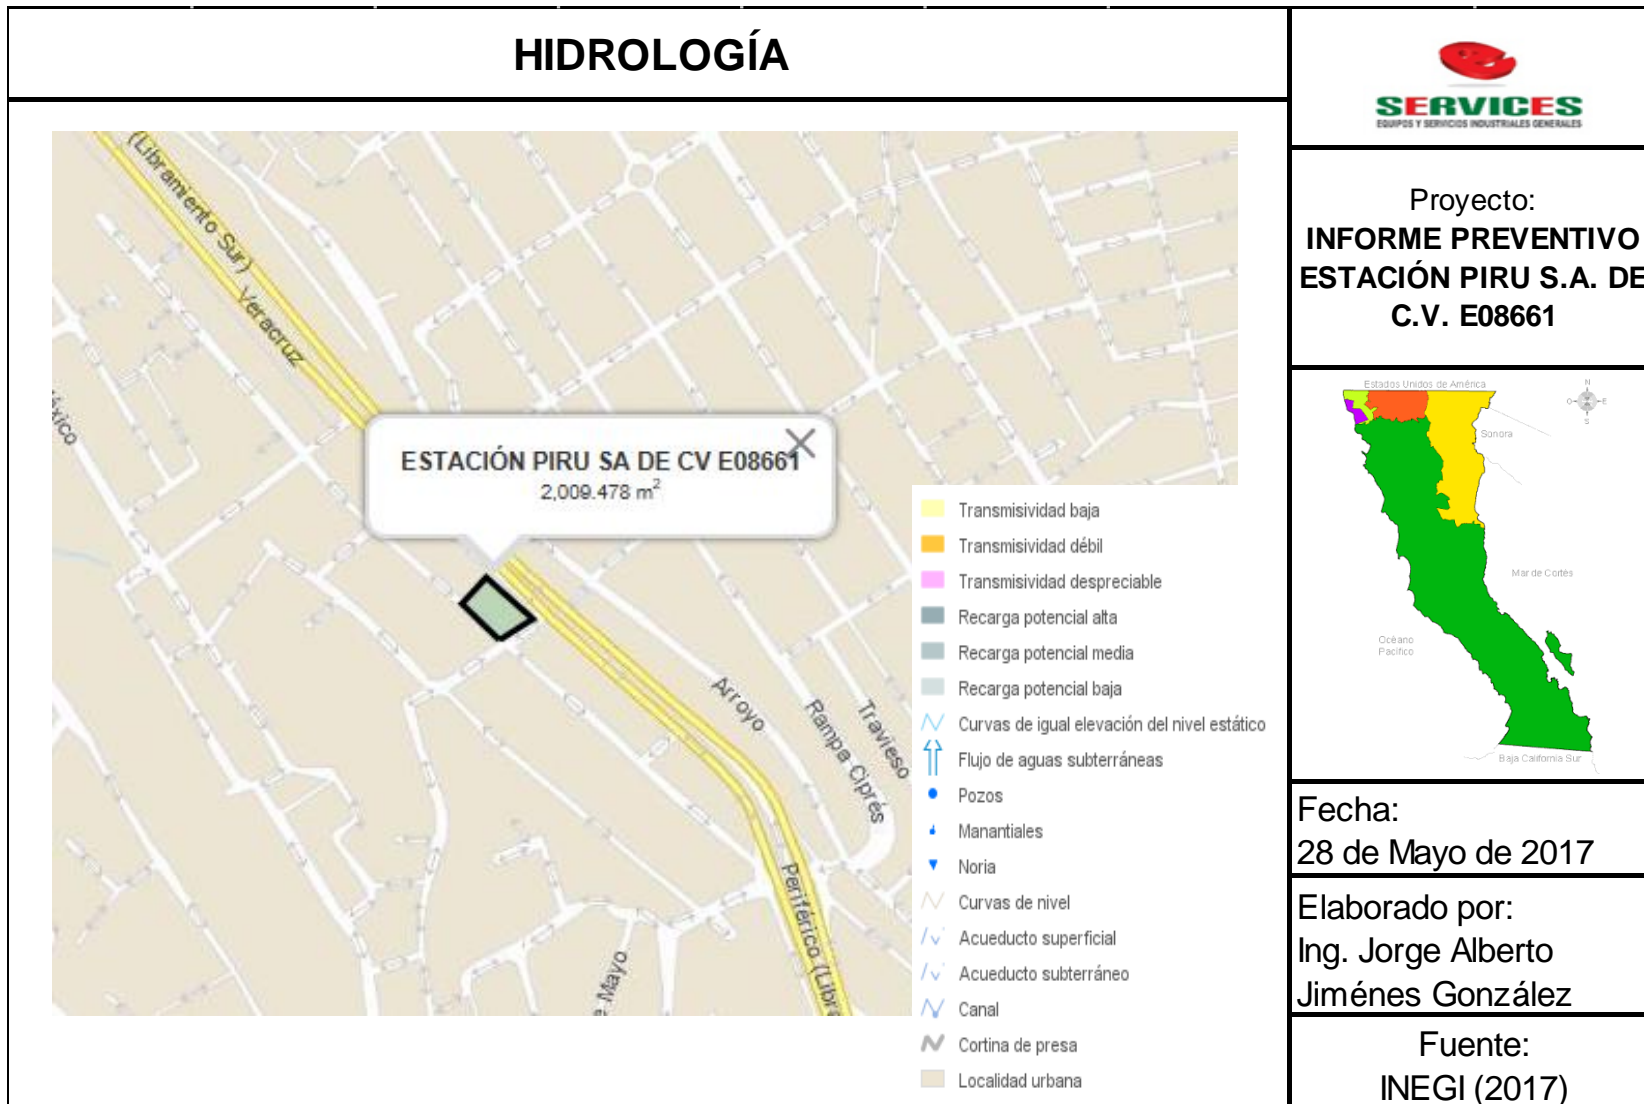 HIDROLOGÍA
SERVICES
EQUIPOS Y SERVICIOS INDUSTRIALES GENERALES
Proyecto:
INFORME PREVENTIVO
ESTACIÓN PIRU S.A. DE
C.V. E08661
(Libramiento Sur)
Veracruz
éxico
ESTACIÓN PIRU SA DE CV E08661
2,009.478 m²
Arroyo
Rampa Ciprés
Travieso
Periférico (Libra
e Mayo
Transmisividad baja
Transmisividad débil
Transmisividad despreciable
Recarga potencial alta
Recarga potencial media
Recarga potencial baja
Curvas de igual elevación del nivel estático
Flujo de aguas subterráneas
Pozos
Manantiales
Noria
Curvas de nivel
Acueducto superficial
Acueducto subterráneo
Canal
Cortina de presa
Localidad urbana
Estados Unidos de América
N
O
E
S
Sonora
Mar de Cortés
Océano
Pacífico
Baja California Sur
Fecha:
28 de Mayo de 2017
Elaborado por:
Ing. Jorge Alberto
Jiménes González
Fuente:
INEGI (2017)